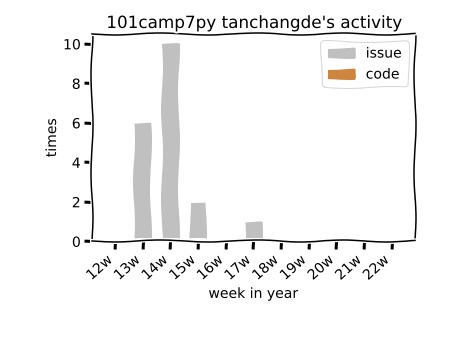 101camp7py tanchangde's activity
issue
code
times
10
8
6
4
2
0
12w
13w
14w
15w
16w
17w
18w
19w
20w
21w
22w
week in year